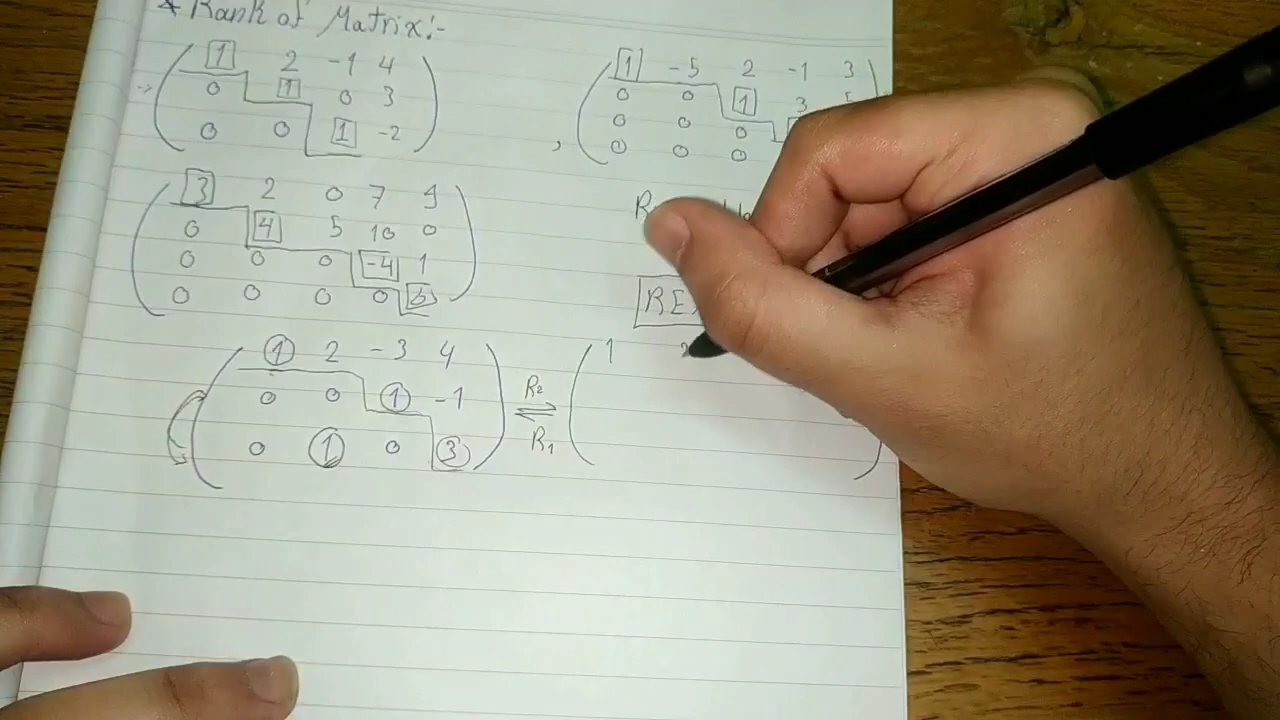 * Rank of Matrix:-
1 2 -1 4
0 1 0 3
0 0 1 -2
,
1 -5 2 -1 3
0 0 1 3
0 0 0
0 0 0
3 2 0 7 9
0 4 5 10 0
0 0 0 -4 1
0 0 0 0 6
1 2 -3 4
0 0 1 -1
0 1 0 3
R2
R1
1 2